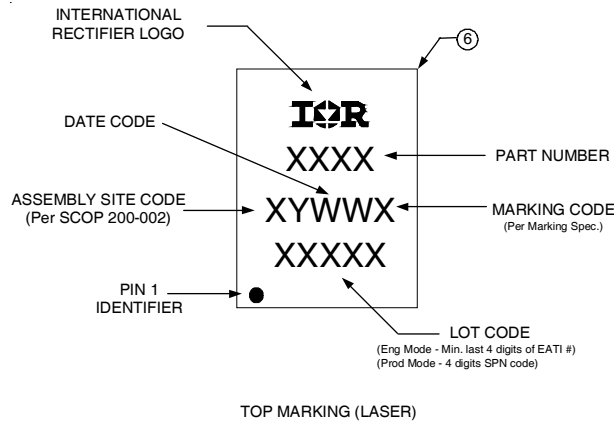 INTERNATIONAL
RECTIFIER LOGO
6
IOR
DATE CODE
XXXX
PART NUMBER
ASSEMBLY SITE CODE
(Per SCOP 200-002)
XYWWX
MARKING CODE
(Per Marking Spec.)
XXXXX
PIN 1
IDENTIFIER
LOT CODE
(Eng Mode - Min. last 4 digits of EATI #)
(Prod Mode - 4 digits SPN code)
TOP MARKING (LASER)